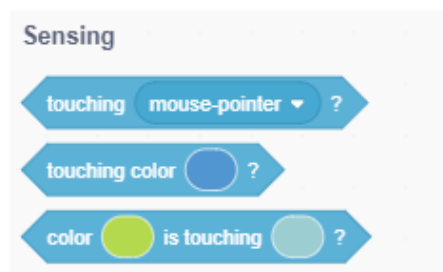 Sensing
touching mouse-pointer ?
touching color ?
color is touching ?